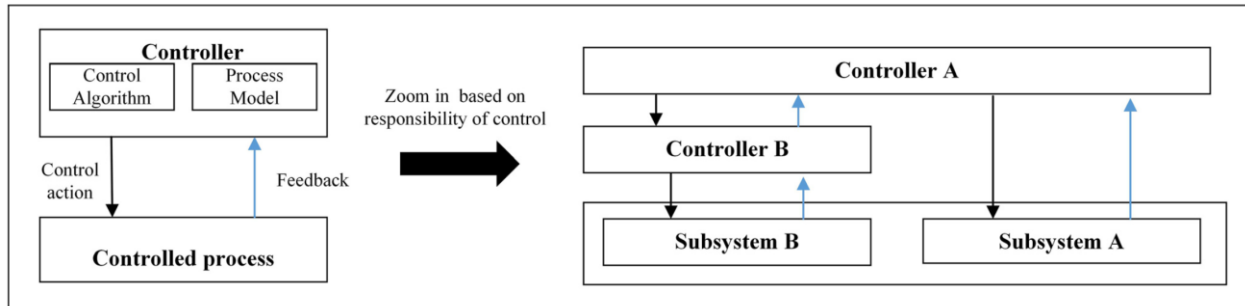 Controller
Control
Algorithm
Process
Model
Control
action
Feedback
Controlled process
Zoom in based on
responsibility of control
Controller A
Controller B
Subsystem B
Subsystem A